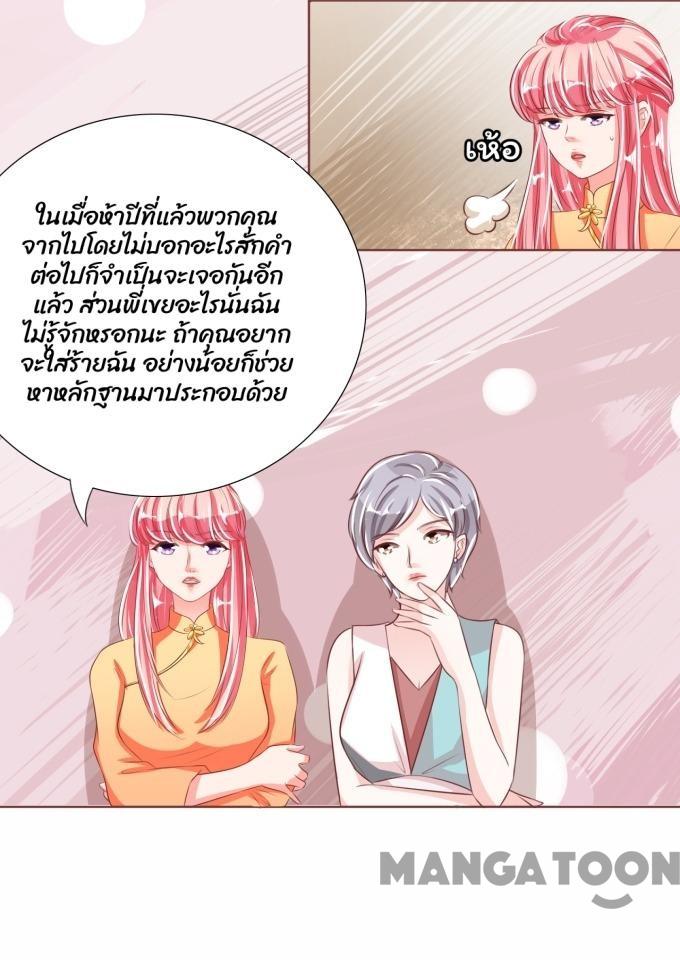 เห้อ
ในเมื่อห้าปีที่แล้วพวกคุณ
จากไปโดยไม่บอกอะไรสักคำ
ต่อไปก็จำเป็นจะเจอกันอีก
แล้ว ส่วนพี่เขยอะไรนั่นฉัน
ไม่รู้จักหรอกนะ ถ้าคุณอยาก
จะใส่ร้ายฉัน อย่างน้อยก็ช่วย
หาหลักฐานมาประกอบด้วย
MANGATOON